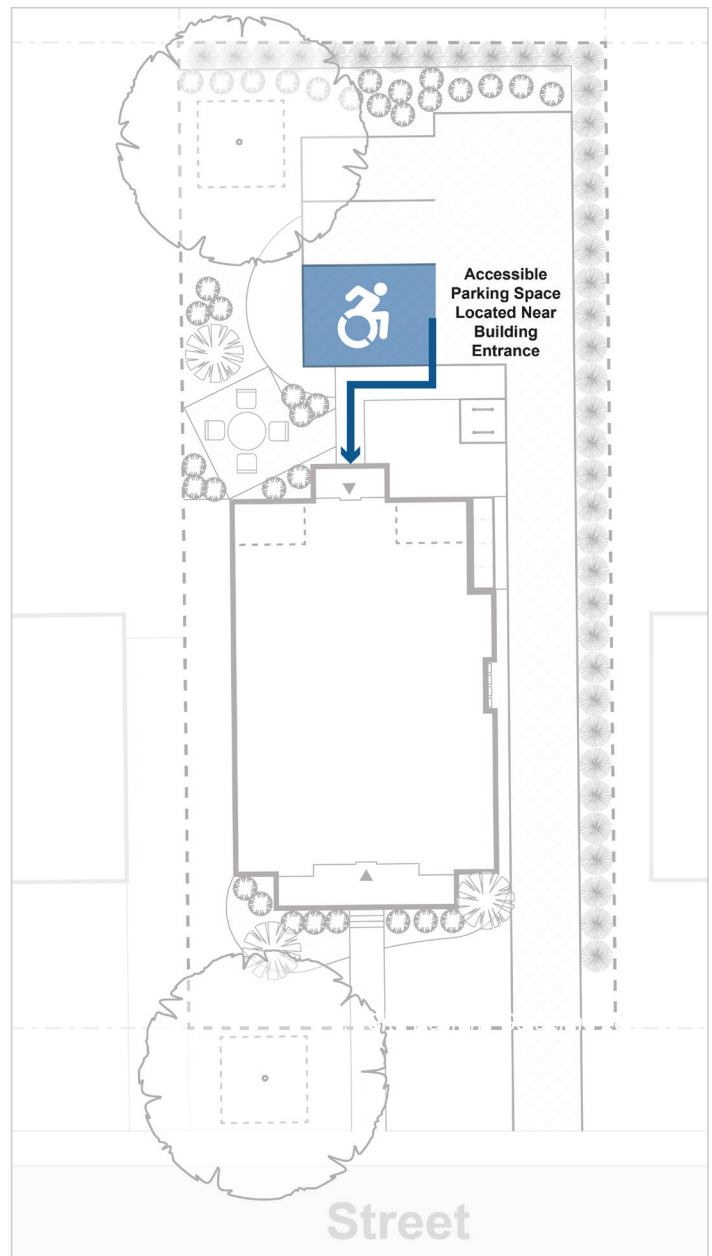 Accessible
Parking Space
Located Near
Building
Entrance
Street